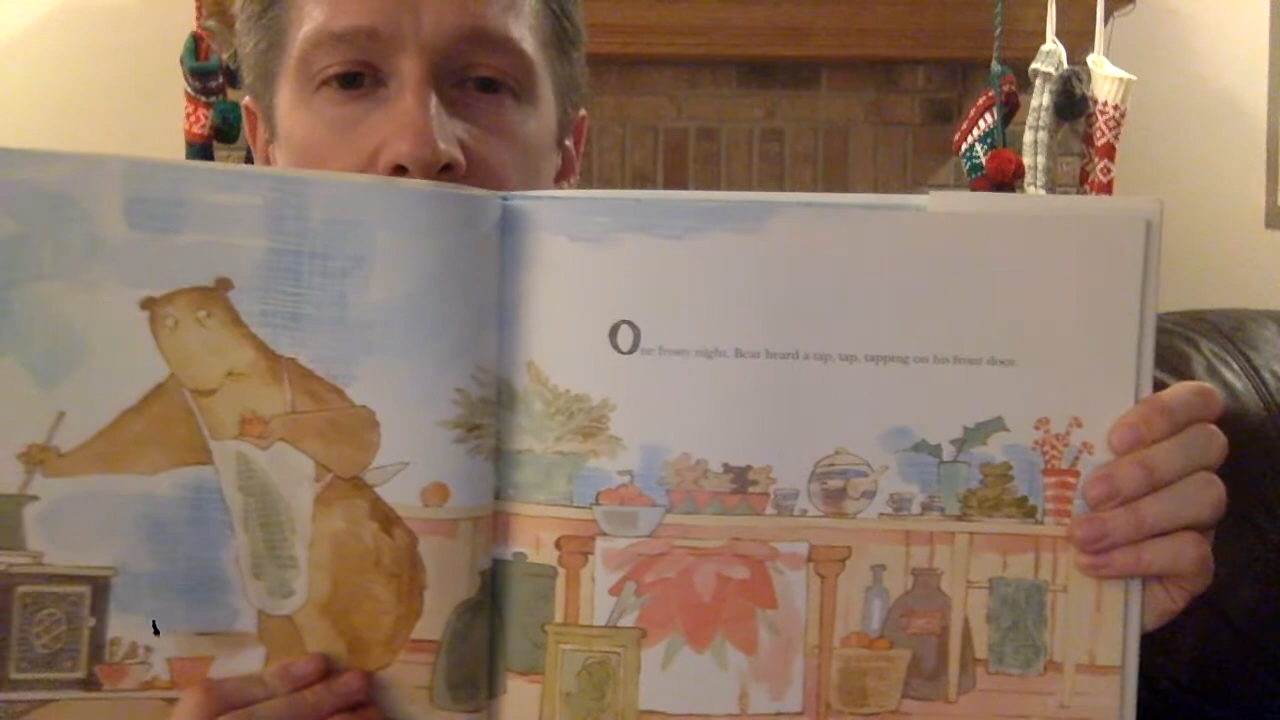 One frosty night, Bear heard a tap, tap, tapping on his front door.